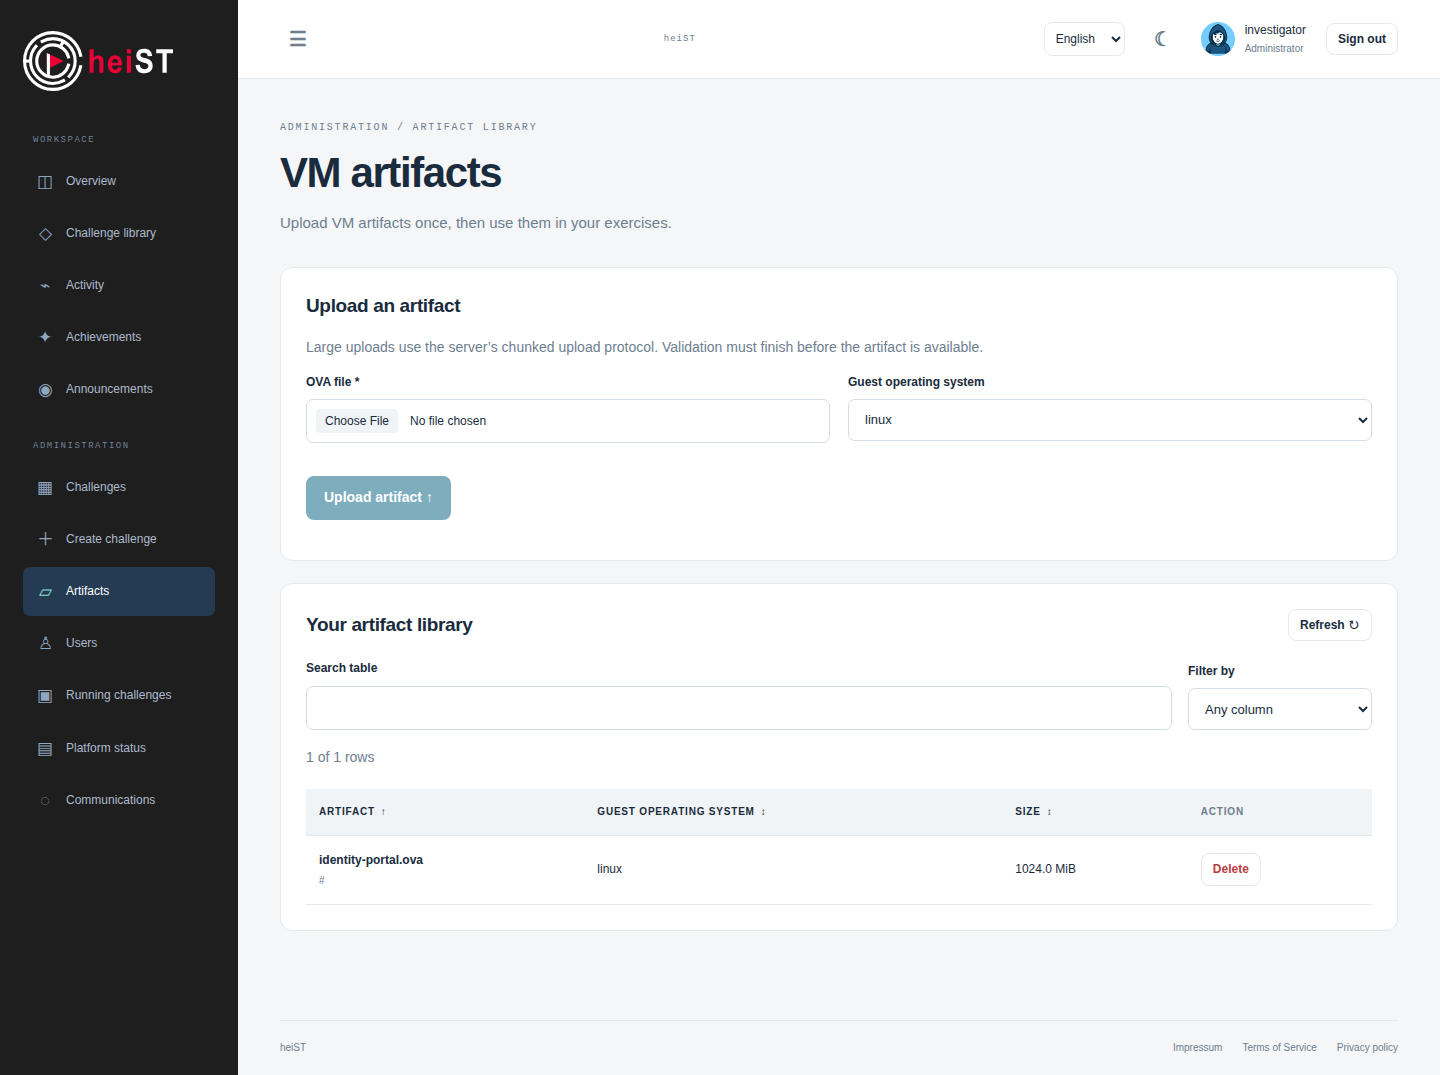 heiST
WORKSPACE
Overview
Challenge library
Activity
Achievements
Announcements
ADMINISTRATION
Challenges
Create challenge
Artifacts
Users
Running challenges
Platform status
Communications
heiST
English
investigator
Administrator
Sign out
ADMINISTRATION / ARTIFACT LIBRARY
VM artifacts
Upload VM artifacts once, then use them in your exercises.
Upload an artifact
Large uploads use the server’s chunked upload protocol. Validation must finish before the artifact is available.
OVA file *
Guest operating system
Choose File No file chosen
linux
Upload artifact ↑
Your artifact library
Refresh ↻
Search table
Filter by
Any column
1 of 1 rows
ARTIFACT ↑ GUEST OPERATING SYSTEM ↕ SIZE ↕ ACTION
identity-portal.ova
#
linux
1024.0 MiB
Delete
heiST
Impressum Terms of Service Privacy policy